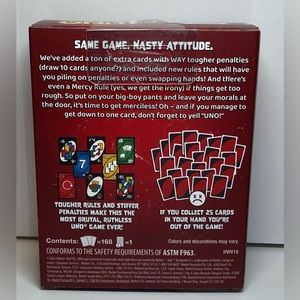 SAME GAME. NASTY ATTITUDE.
We've added a ton of extra cards with WAY tougher penalties
(draw 10 cards anyone?) and included new rules that will have
you piling on penalties or even swapping hands! And there's
even a Mercy Rule (yes, we get the irony) if things get too
rough. So put on your big-boy pants and leave your morals at
the door, it's time to get merciless! Oh – and if you manage to
get down to one card, don't forget to yell "UNO!"
TOUGHER RULES AND STIFFER
PENALTIES MAKE THIS THE
MOST BRUTAL, RUTHLESS
UNO® GAME EVER!
IF YOU COLLECT 25 CARDS
IN YOUR HAND YOU'RE
OUT OF THE GAME!
Contents: =168 =1
Colors and decorations may vary.
CONFORMS TO THE SAFETY REQUIREMENTS OF ASTM F963.
HWV18